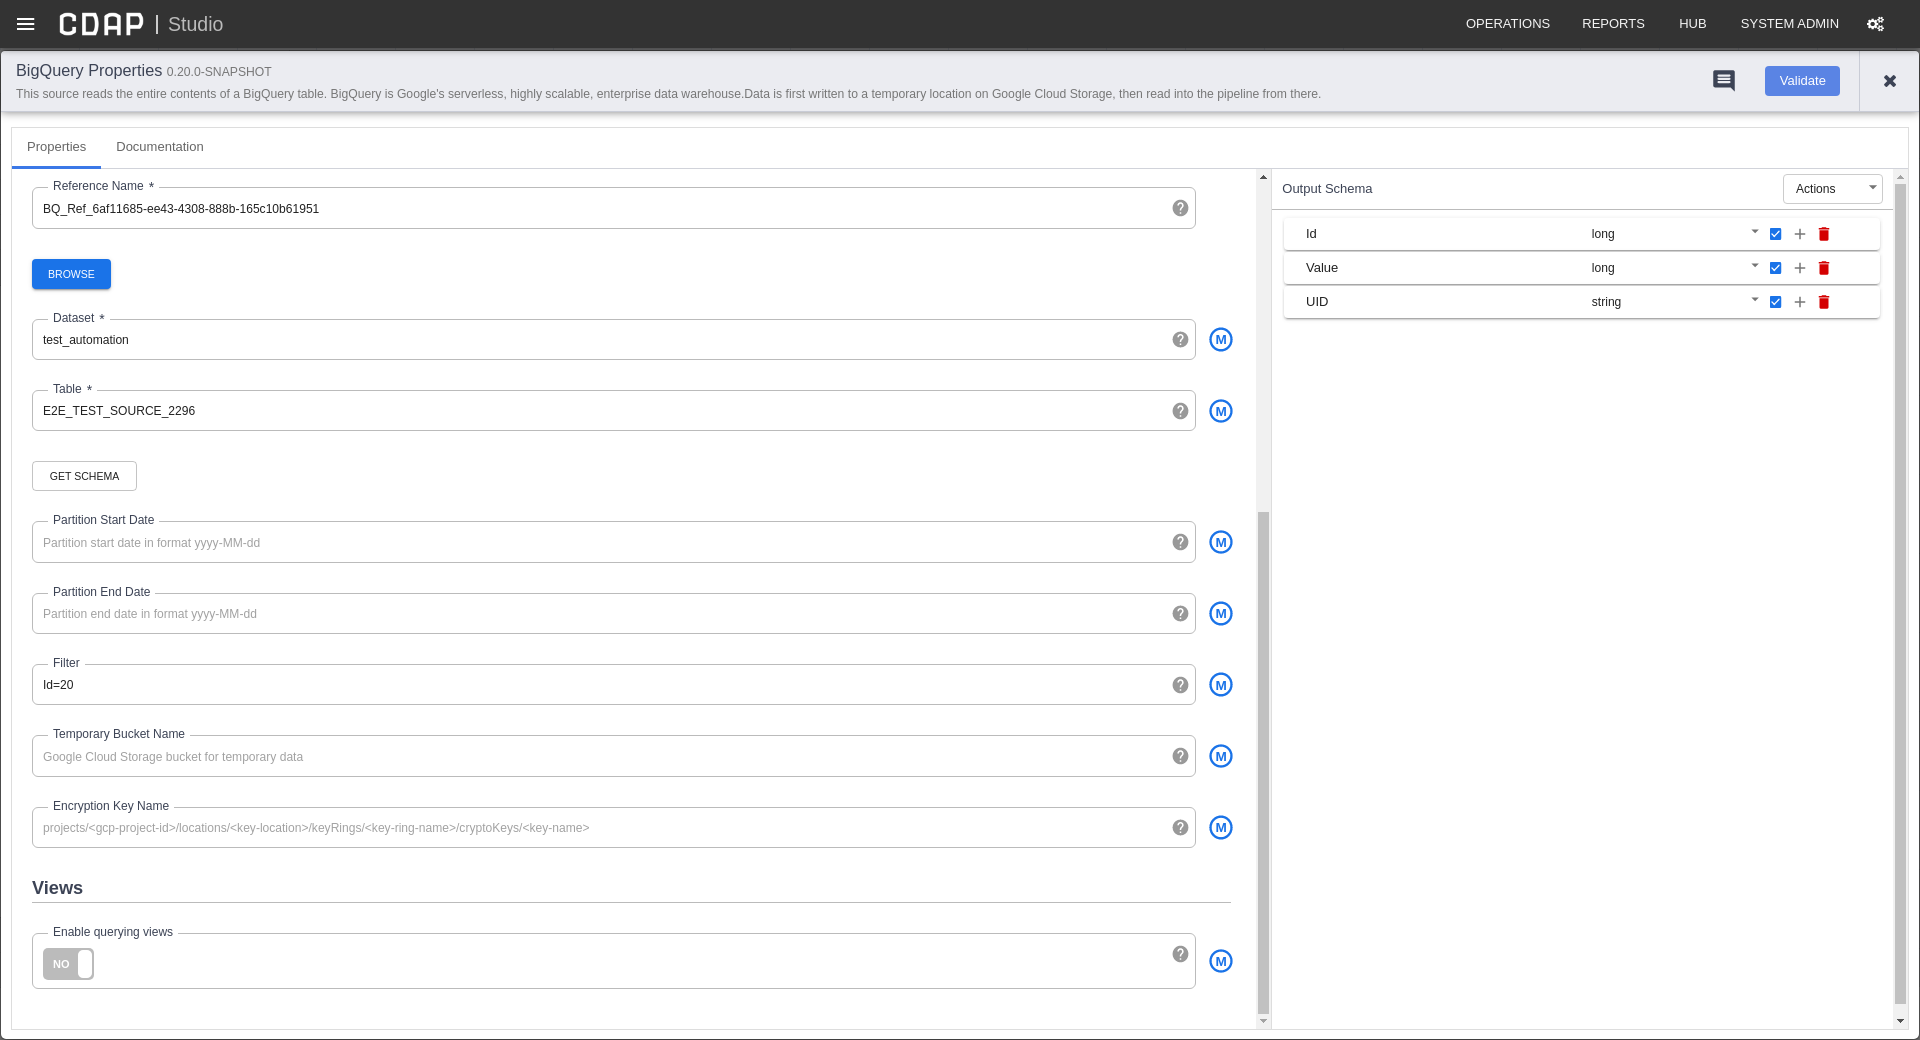 CDAP | Studio
OPERATIONS REPORTS HUB SYSTEM ADMIN
BigQuery Properties 0.20.0-SNAPSHOT
This source reads the entire contents of a BigQuery table. BigQuery is Google's serverless, highly scalable, enterprise data warehouse.Data is first written to a temporary location on Google Cloud Storage, then read into the pipeline from there.
Validate
Properties Documentation
Reference Name *
BQ_Ref_6af11685-ee43-4308-888b-165c10b61951
BROWSE
Dataset *
test_automation
M
Table *
E2E_TEST_SOURCE_2296
M
GET SCHEMA
Partition Start Date
Partition start date in format yyyy-MM-dd
M
Partition End Date
Partition end date in format yyyy-MM-dd
M
Filter
Id=20
M
Temporary Bucket Name
Google Cloud Storage bucket for temporary data
M
Encryption Key Name
projects/<gcp-project-id>/locations/<key-location>/keyRings/<key-ring-name>/cryptoKeys/<key-name>
M
Views
Enable querying views
NO
M
Output Schema
Actions
Id long
Value long
UID string